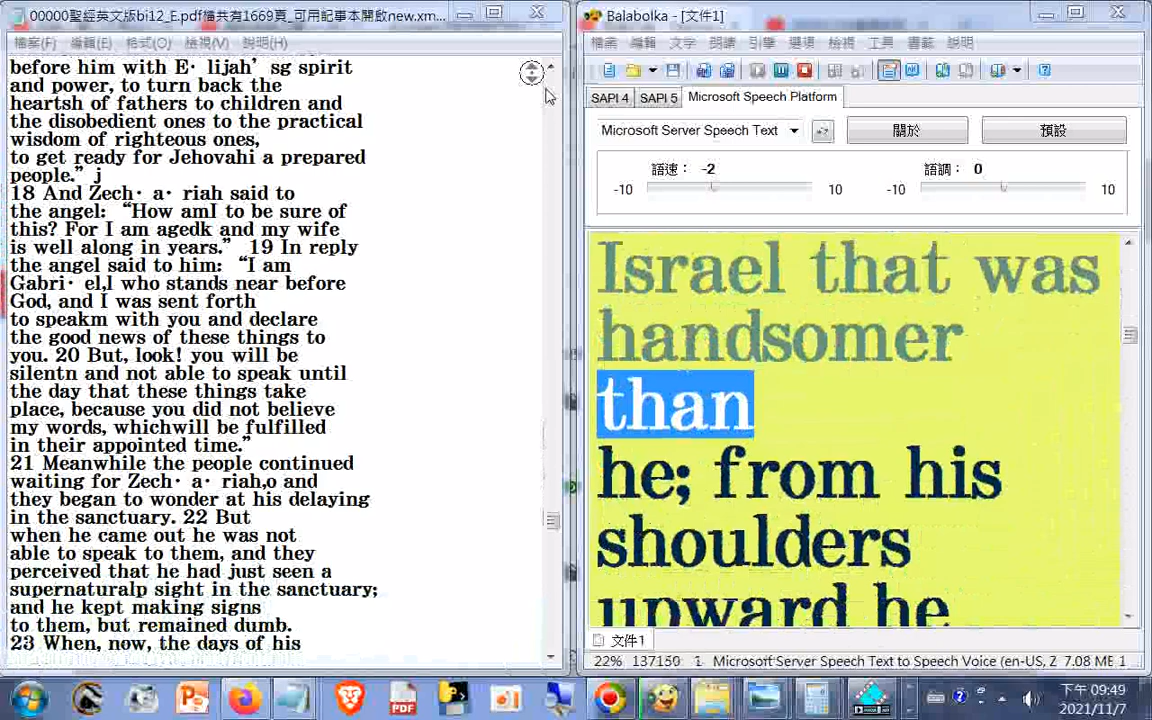 00000聖經英文版bi12_E.pdf檔共有1669頁_可用記事本開啟new.xm...
檔案(F) 編輯(E) 格式(O) 檢視(V) 說明(H)
before him with E· lijah’ sg spirit
and power, to turn back the
heartsh of fathers to children and
the disobedient ones to the practical
wisdom of righteous ones,
to get ready for Jehovahi a prepared
people.” j
18 And Zech· a· riah said to
the angel: “How amI to be sure of
this? For I am agedk and my wife
is well along in years.” 19 In reply
the angel said to him: “I am
Gabri· el,l who stands near before
God, and I was sent forth
to speakm with you and declare
the good news of these things to
you. 20 But, look! you will be
silentn and not able to speak until
the day that these things take
place, because you did not believe
my words, whichwill be fulfilled
in their appointed time.”
21 Meanwhile the people continued
waiting for Zech· a· riah,o and
they began to wonder at his delaying
in the sanctuary. 22 But
when he came out he was not
able to speak to them, and they
perceived that he had just seen a
supernaturalp sight in the sanctuary;
and he kept making signs
to them, but remained dumb.
23 When, now, the days of his
Balabolka - [文件1]
檔案 編輯 文字 朗讀 引擎 選項 檢視 工具 書籤 說明
SAPI 4 SAPI 5 Microsoft Speech Platform
Microsoft Server Speech Text 關於 預設
語速： -2 語調： 0
-10 10 -10 10
Israel that was
handsomer
than
he; from his
shoulders
upward he
文件1
22% 137150 1 Microsoft Server Speech Text to Speech Voice (en-US, Z 7.08 ME 1
PDF
下午 09:49
2021/11/7